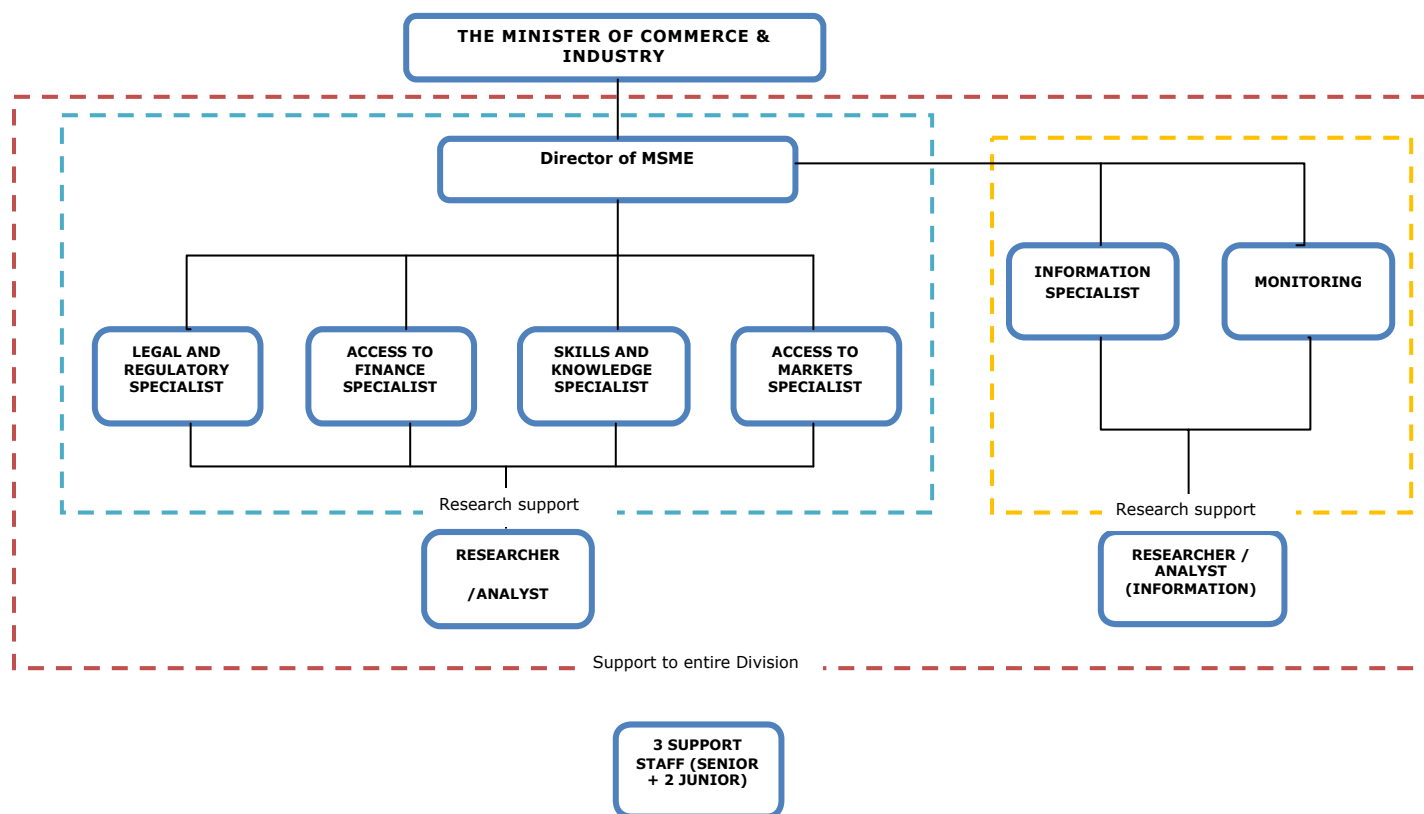 THE MINISTER OF COMMERCE &
INDUSTRY
Director of MSME
INFORMATION
SPECIALIST
MONITORING
LEGAL AND
REGULATORY
SPECIALIST
ACCESS TO
FINANCE
SPECIALIST
SKILLS AND
KNOWLEDGE
SPECIALIST
ACCESS TO
MARKETS
SPECIALIST
Research support
Research support
RESEARCHER
/ANALYST
RESEARCHER /
ANALYST
(INFORMATION)
Support to entire Division
3 SUPPORT
STAFF (SENIOR
+ 2 JUNIOR)